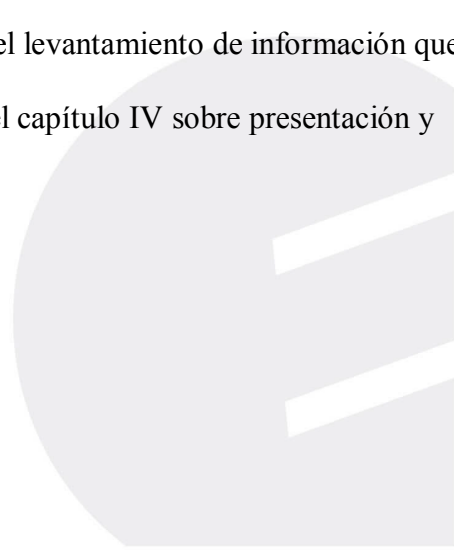 el levantamiento de información que
el capítulo IV sobre presentación y